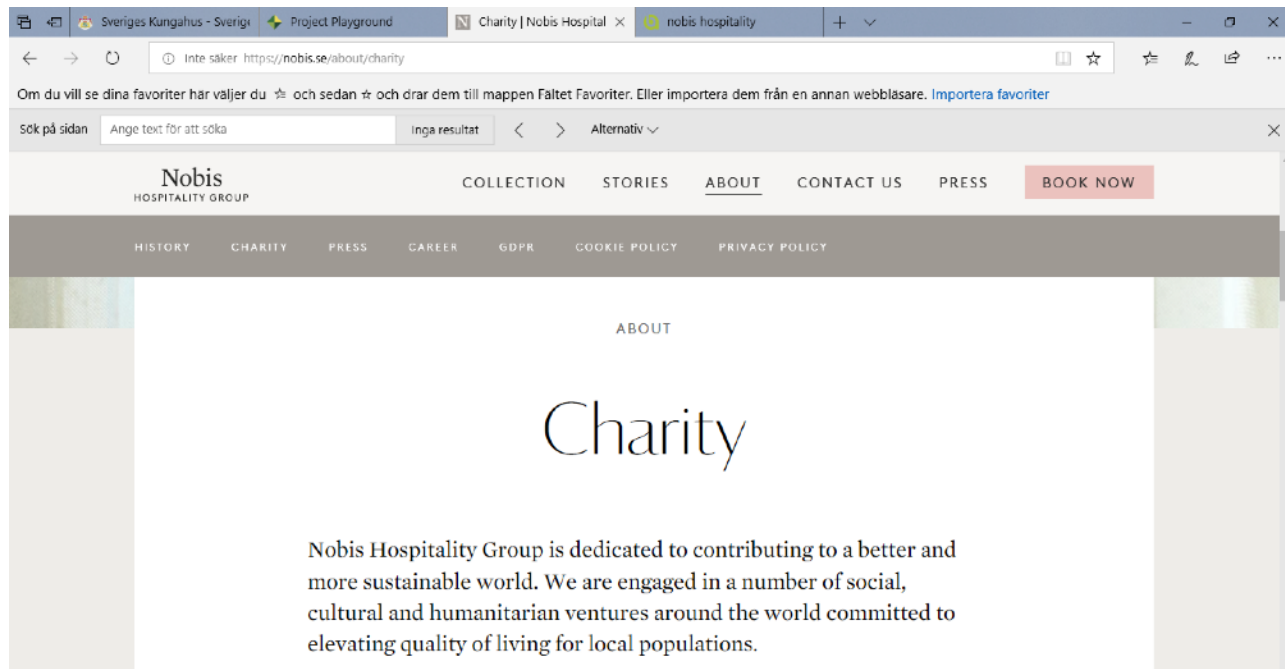 Sveriges Kungahus - Sverige
Project Playground
Charity | Nobis Hospital
nobis hospitality
Inte säker https://nobis.se/about/charity
Om du vill se dina favoriter här väljer du och sedan och drar dem till mappen Fältet Favoriter. Eller importera dem från en annan webbläsare. Importera favoriter
Sök på sidan Ange text för att söka Inga resultat Alternativ
Nobis
HOSPITALITY GROUP
COLLECTION STORIES ABOUT CONTACT US PRESS BOOK NOW
HISTORY CHARITY PRESS CAREER GDPR COOKIE POLICY PRIVACY POLICY
ABOUT
Charity
Nobis Hospitality Group is dedicated to contributing to a better and
more sustainable world. We are engaged in a number of social,
cultural and humanitarian ventures around the world committed to
elevating quality of living for local populations.